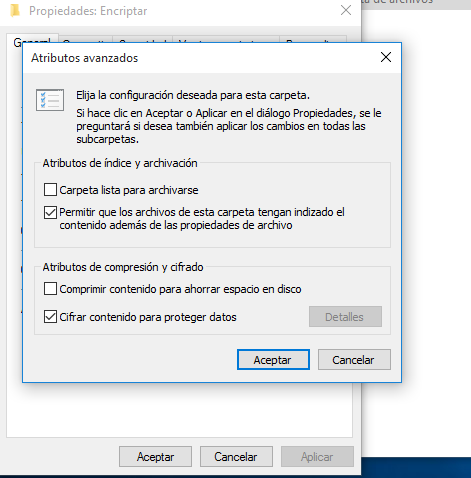 Propiedades: Encriptar
de archivos
General
Atributos avanzados
Elija la configuración deseada para esta carpeta.
Si hace clic en Aceptar o Aplicar en el diálogo Propiedades, se le
preguntará si desea también aplicar los cambios en todas las
subcarpetas.
Atributos de índice y archivación
Carpeta lista para archivarse
Permitir que los archivos de esta carpeta tengan indizado el
contenido además de las propiedades de archivo
Atributos de compresión y cifrado
Comprimir contenido para ahorrar espacio en disco
Cifrar contenido para proteger datos
Detalles
Aceptar
Cancelar
Aceptar
Cancelar
Aplicar